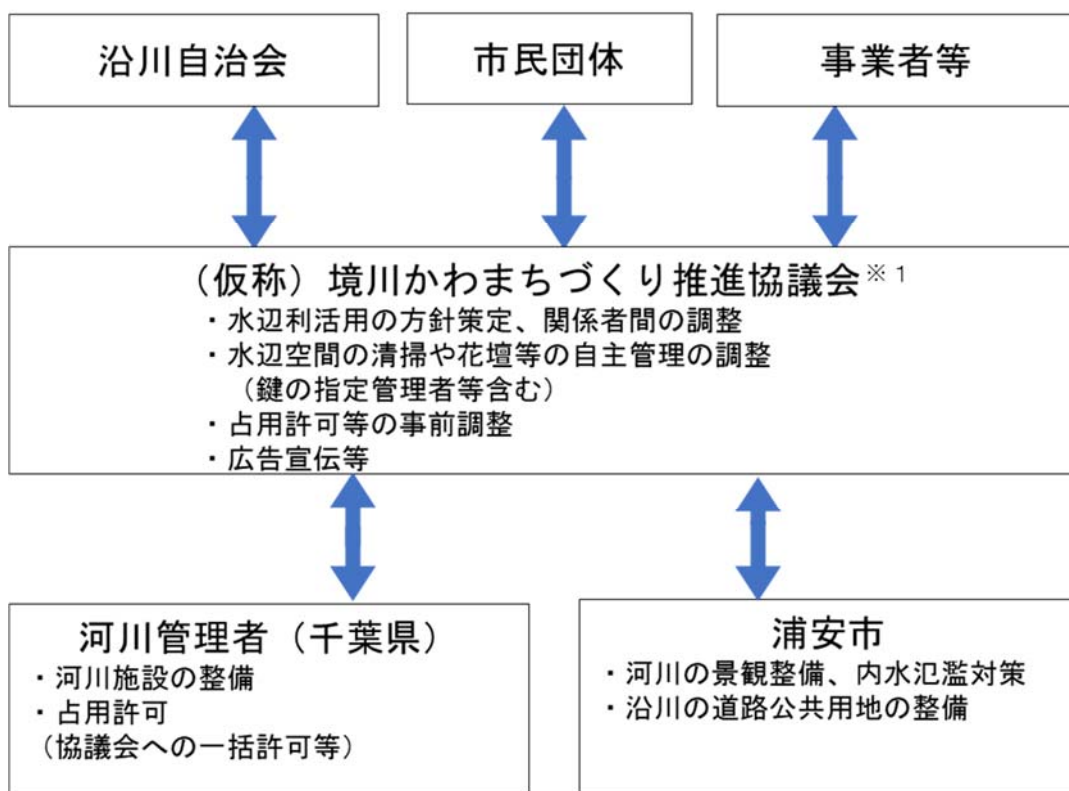 沿川自治会
市民団体
事業者等
（仮称）境川かわまちづくり推進協議会※１
・水辺利活用の方針策定、関係者間の調整
・水辺空間の清掃や花壇等の自主管理の調整
（鍵の指定管理者等含む）
・占用許可等の事前調整
・広告宣伝等
河川管理者（千葉県）
・河川施設の整備
・占用許可
（協議会への一括許可等）
浦安市
・河川の景観整備、内水氾濫対策
・沿川の道路公共用地の整備